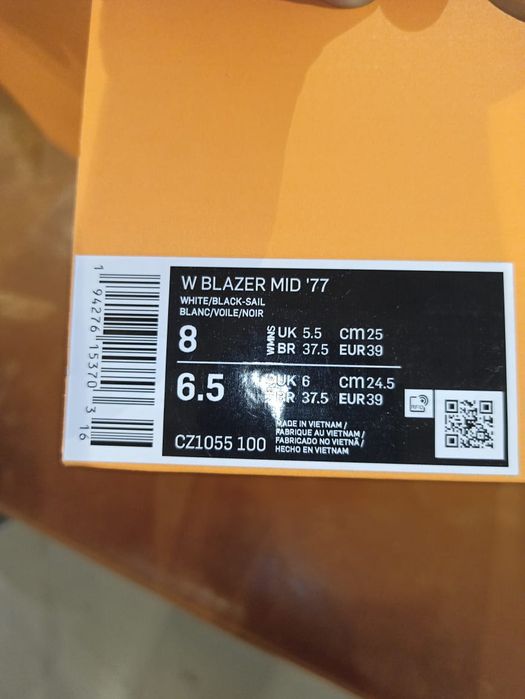 W BLAZER MID '77
WHITE/BLACK-SAIL
BLANC/VOILE/NOIR
8 WMNS UK 5.5 CM 25
BR 37.5 EUR 39
6.5 UK 6 CM 24.5
BR 37.5 EUR 39
CZ1055 100
MADE IN VIETNAM /
FABRIQUE AU VIETNAM /
FABRICADO NO VIETNÃ /
HECHO EN VIETNAM
1 94276 15370 3 16